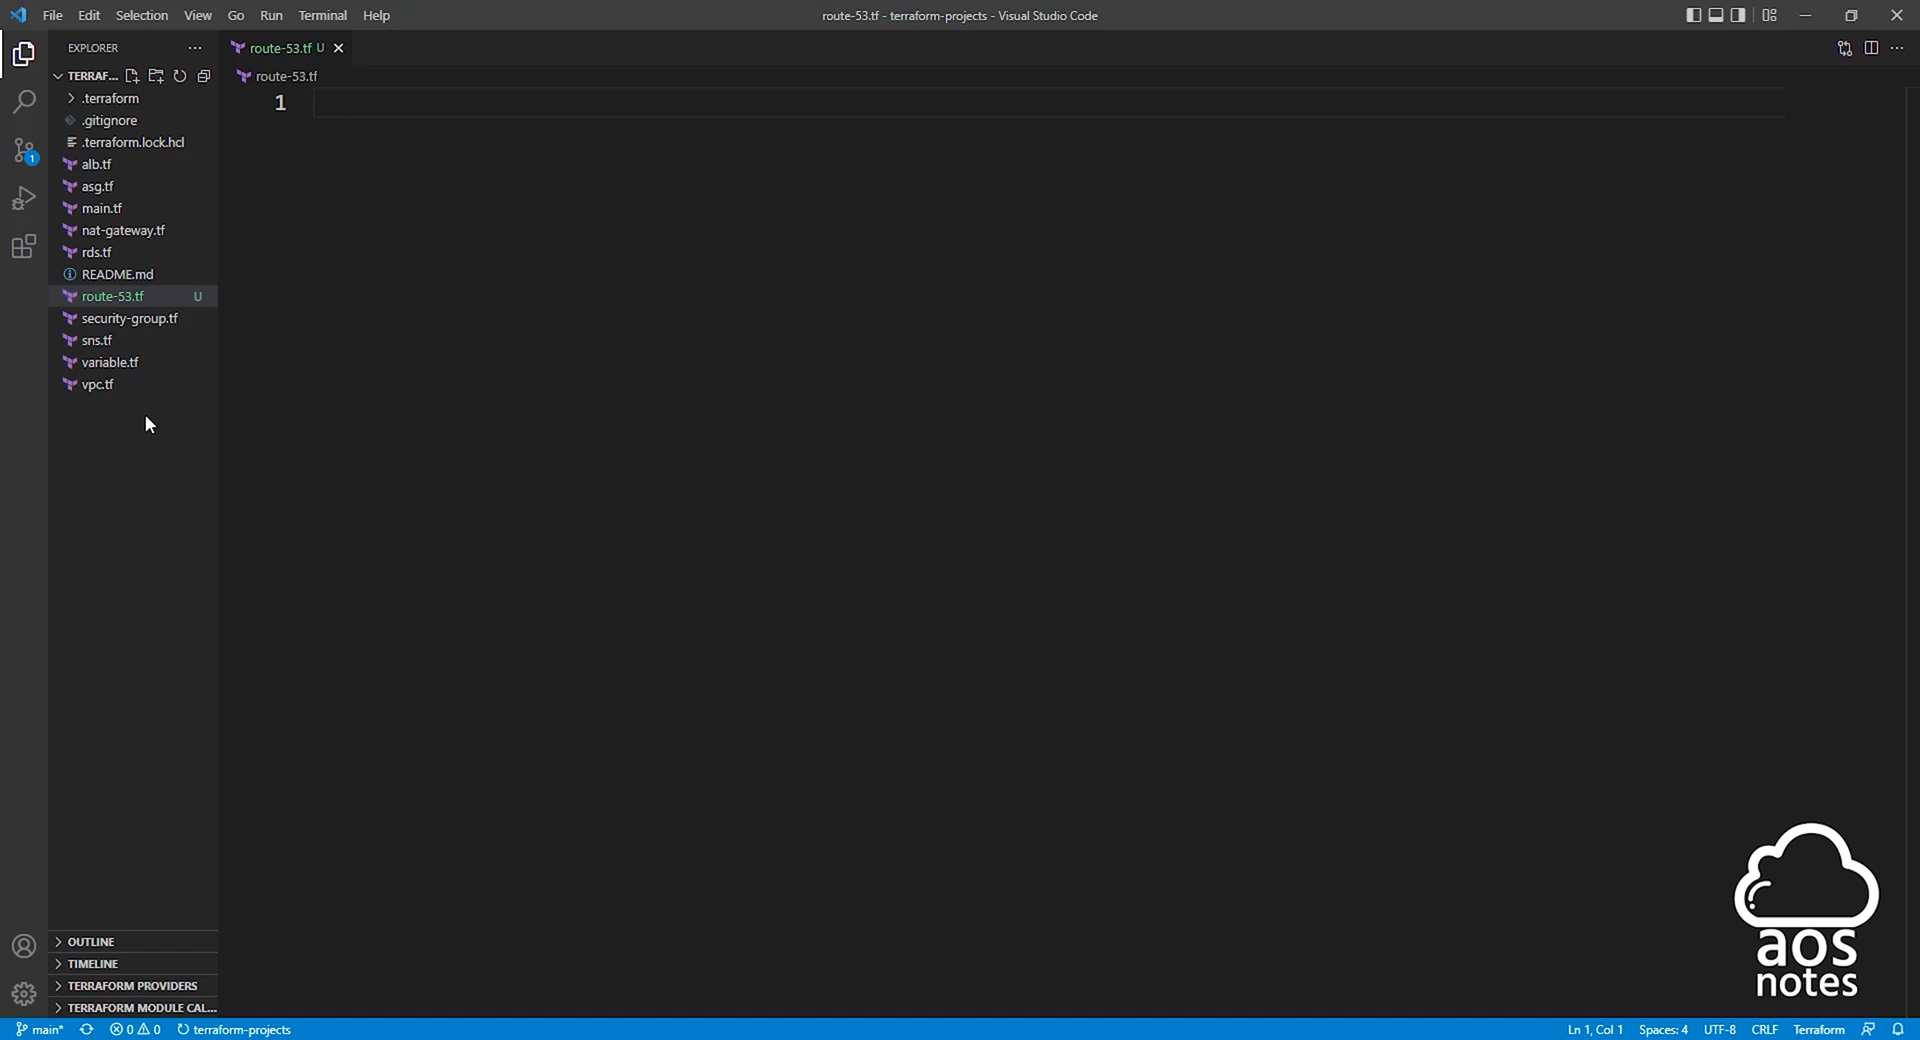 File Edit Selection View Go Run Terminal Help
route-53.tf - terraform-projects - Visual Studio Code
EXPLORER
route-53.tf U
TERRAF...
route-53.tf
1
.terraform
.gitignore
.terraform.lock.hcl
alb.tf
asg.tf
1
main.tf
nat-gateway.tf
rds.tf
README.md
route-53.tf U
security-group.tf
sns.tf
variable.tf
vpc.tf
OUTLINE
TIMELINE
TERRAFORM PROVIDERS
TERRAFORM MODULE CAL...
aos
notes
main* 0 0 terraform-projects
Ln 1, Col 1 Spaces: 4 UTF-8 CRLF Terraform